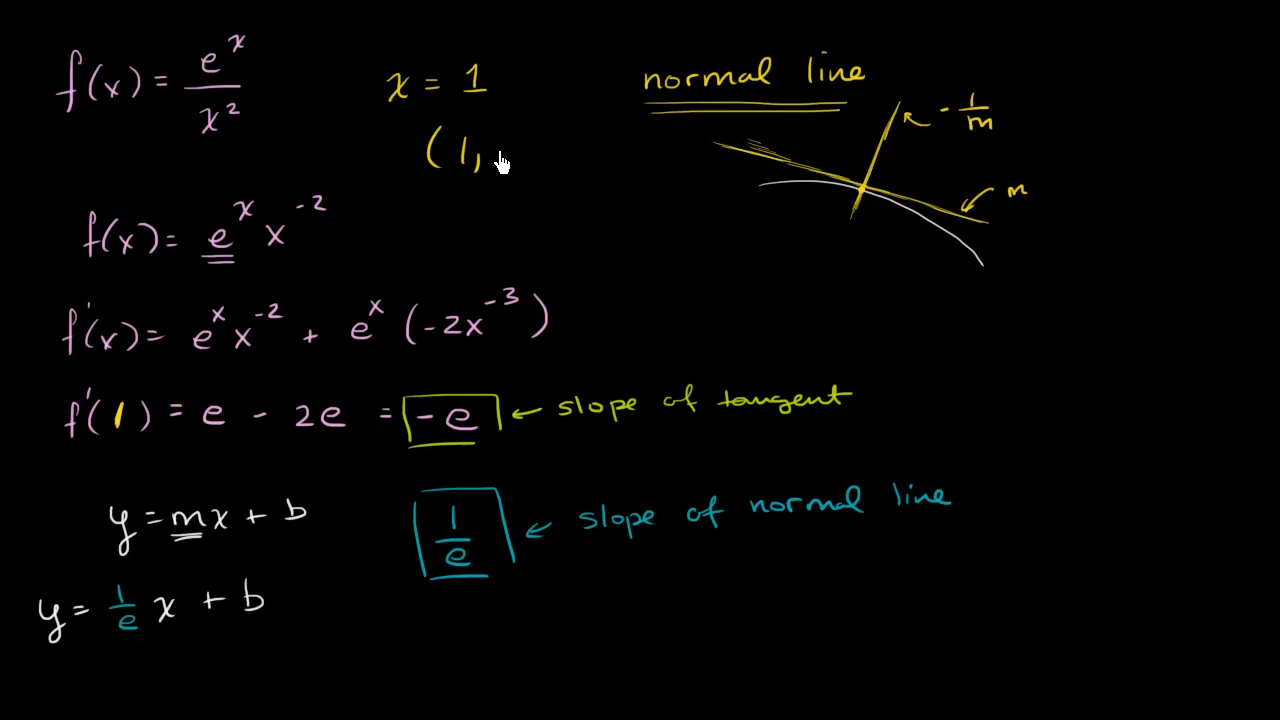 f(x) = e^x / x^2
x = 1
(1,
normal line
- 1/m
m
f(x) = e^x x^-2
f'(x) = e^x x^-2 + e^x (-2x^-3)
f'(1) = e - 2e = -e ← slope of tangent
y = mx + b
1/e ← slope of normal line
y = 1/e x + b